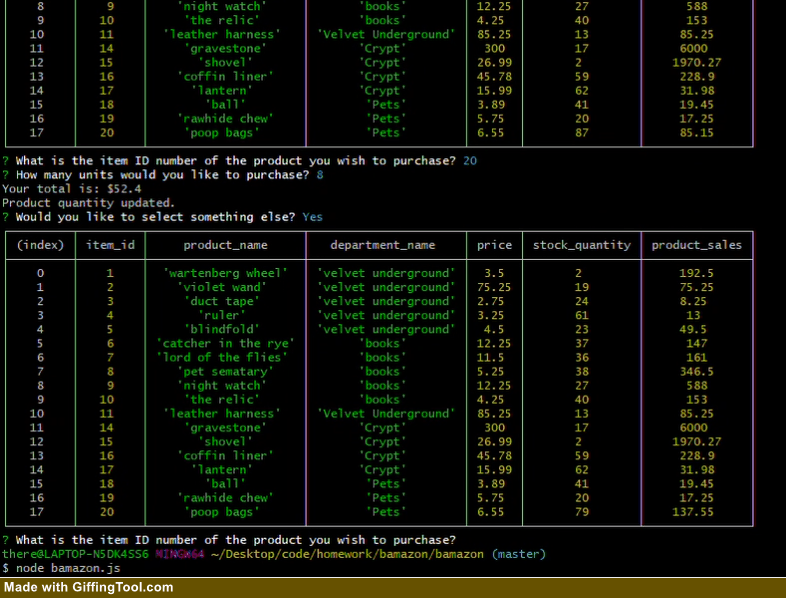 8 9 'night watch' 'books' 12.25 27 588
9 10 'the relic' 'books' 4.25 40 153
10 11 'leather harness' 'Velvet Underground' 85.25 13 85.25
11 14 'gravestone' 'Crypt' 300 17 6000
12 15 'shovel' 'Crypt' 26.99 2 1970.27
13 16 'coffin liner' 'Crypt' 45.78 59 228.9
14 17 'lantern' 'Crypt' 15.99 62 31.98
15 18 'ball' 'Pets' 3.89 41 19.45
16 19 'rawhide chew' 'Pets' 5.75 20 17.25
17 20 'poop bags' 'Pets' 6.55 87 85.15
? What is the item ID number of the product you wish to purchase? 20
? How many units would you like to purchase? 8
Your total is: $52.4
Product quantity updated.
? Would you like to select something else? Yes
(index) item_id product_name department_name price stock_quantity product_sales
0 1 'wartenberg wheel' 'velvet underground' 3.5 2 192.5
1 2 'violet wand' 'velvet underground' 75.25 19 75.25
2 3 'duct tape' 'velvet underground' 2.75 24 8.25
3 4 'ruler' 'velvet underground' 3.25 61 13
4 5 'blindfold' 'velvet underground' 4.5 23 49.5
5 6 'catcher in the rye' 'books' 12.25 37 147
6 7 'lord of the flies' 'books' 11.5 36 161
7 8 'pet sematary' 'books' 5.25 38 346.5
8 9 'night watch' 'books' 12.25 27 588
9 10 'the relic' 'books' 4.25 40 153
10 11 'leather harness' 'Velvet Underground' 85.25 13 85.25
11 14 'gravestone' 'Crypt' 300 17 6000
12 15 'shovel' 'Crypt' 26.99 2 1970.27
13 16 'coffin liner' 'Crypt' 45.78 59 228.9
14 17 'lantern' 'Crypt' 15.99 62 31.98
15 18 'ball' 'Pets' 3.89 41 19.45
16 19 'rawhide chew' 'Pets' 5.75 20 17.25
17 20 'poop bags' 'Pets' 6.55 79 137.55
? What is the item ID number of the product you wish to purchase?
there@LAPTOP-N5DK4SS6 MINGW64 ~/Desktop/code/homework/bamazon/bamazon (master)
$ node bamazon.js
Made with GiffingTool.com